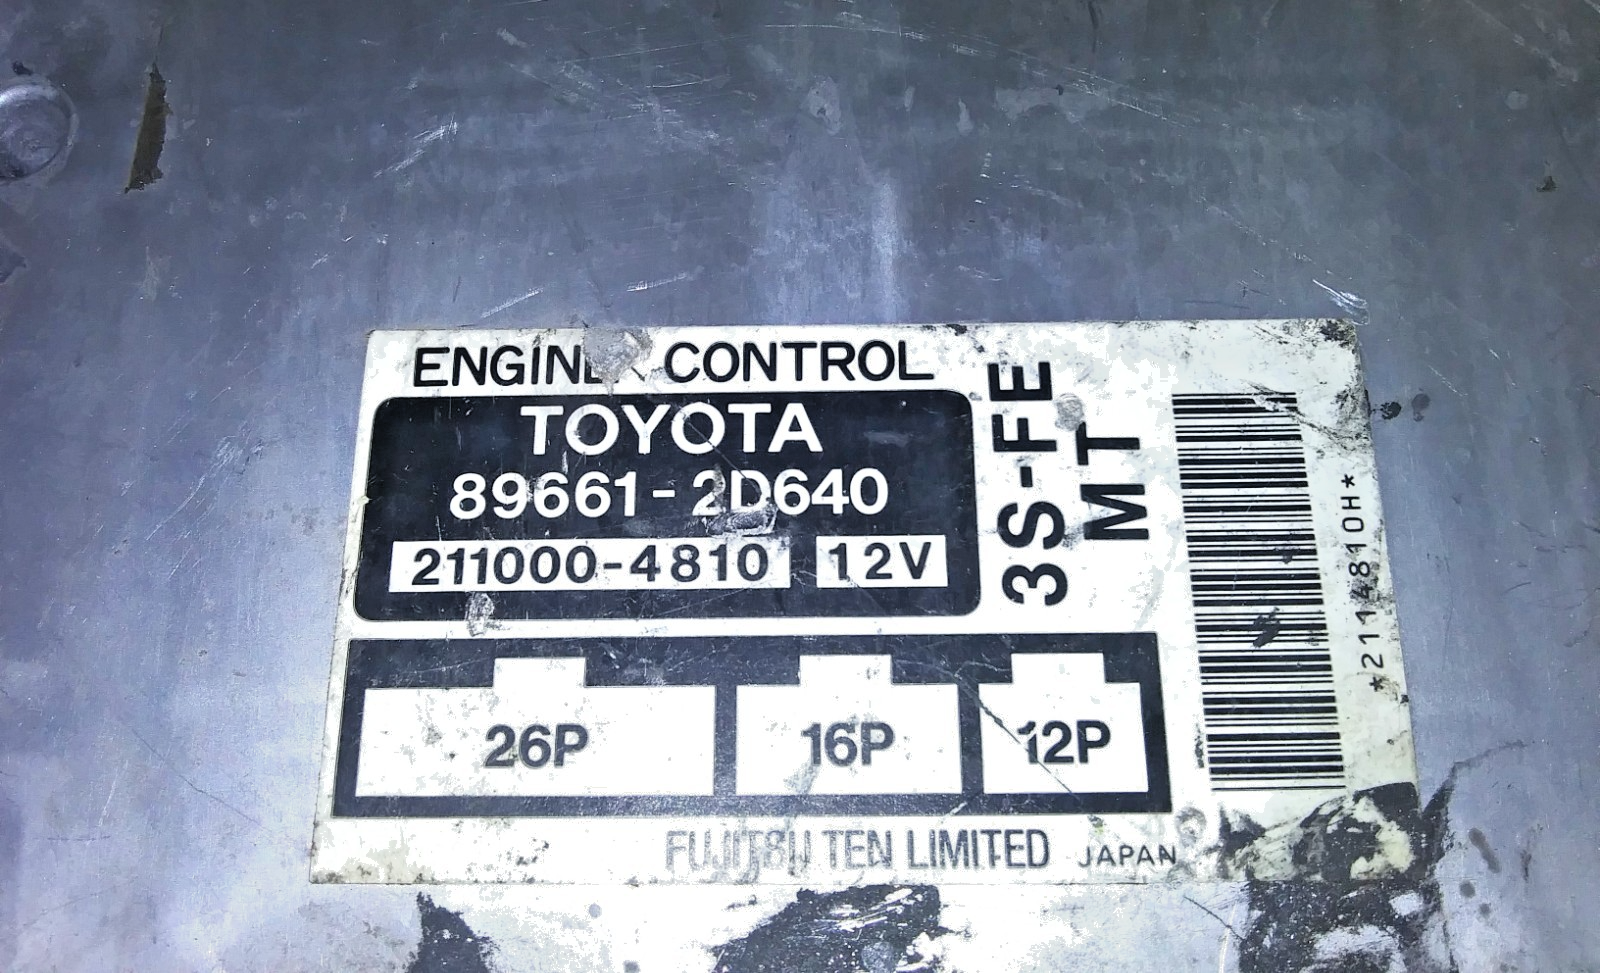 ENGINE CONTROL
TOYOTA
89661-2D640
211000-4810 12V
3S-FE
MT
*2114810H*
26P 16P 12P
FUJITSU TEN LIMITED JAPAN